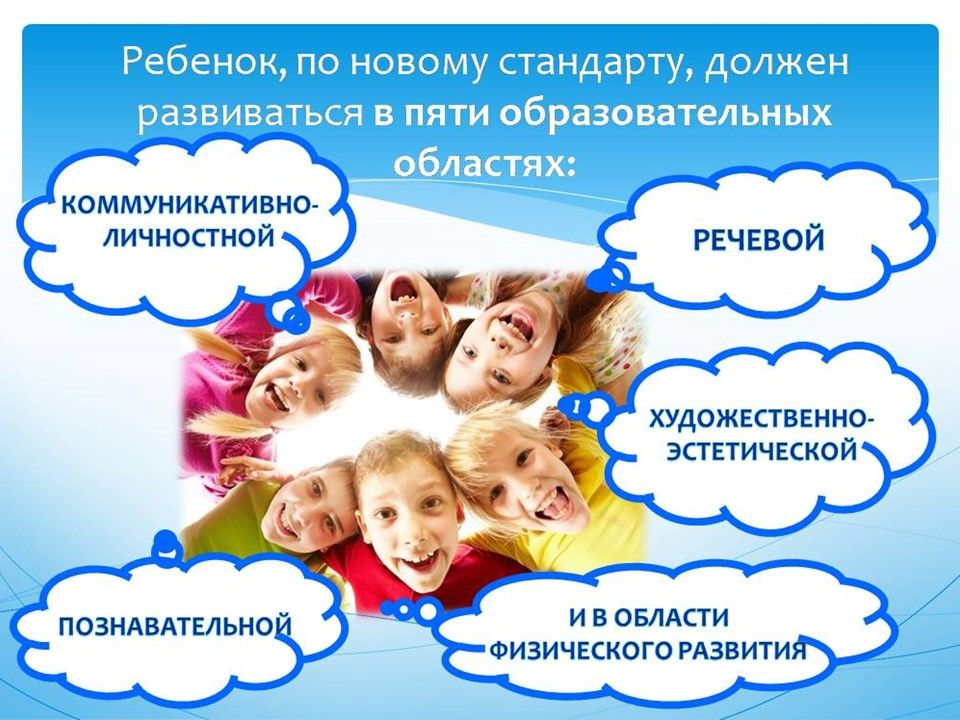 Ребенок, по новому стандарту, должен
развиваться в пяти образовательных
областях:
КОММУНИКАТИВНО-
ЛИЧНОСТНОЙ
РЕЧЕВОЙ
ХУДОЖЕСТВЕННО-
ЭСТЕТИЧЕСКОЙ
ПОЗНАВАТЕЛЬНОЙ
И В ОБЛАСТИ
ФИЗИЧЕСКОГО РАЗВИТИЯ